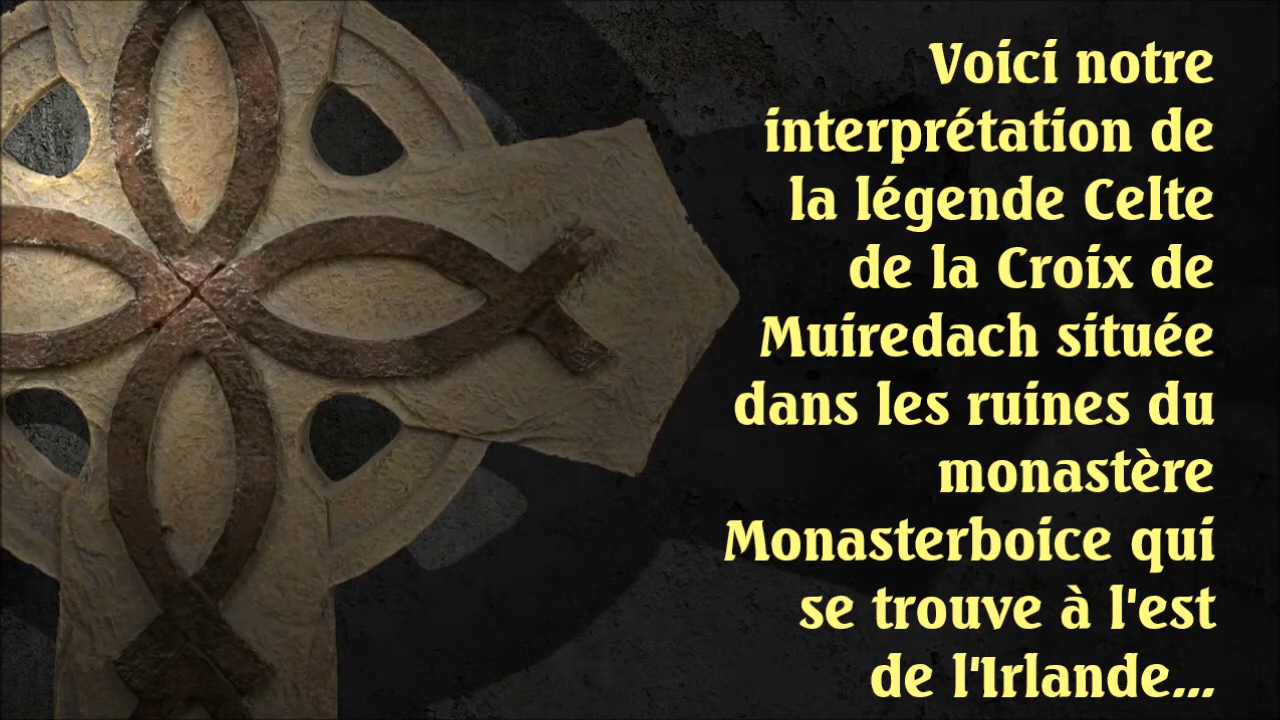 Voici notre
interprétation de
la légende Celte
de la Croix de
Muiredach située
dans les ruines du
monastère
Monasterboice qui
se trouve à l'est
de l'Irlande...